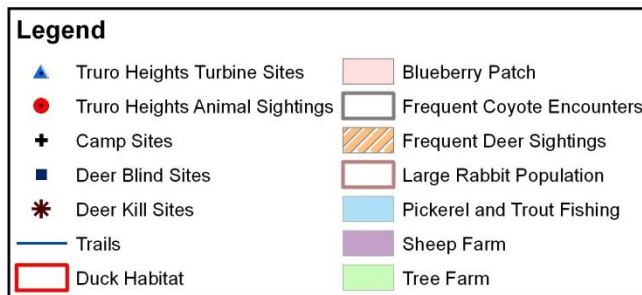 Legend
Truro Heights Turbine Sites
Truro Heights Animal Sightings
Camp Sites
Deer Blind Sites
Deer Kill Sites
Trails
Duck Habitat
Blueberry Patch
Frequent Coyote Encounters
Frequent Deer Sightings
Large Rabbit Population
Pickerel and Trout Fishing
Sheep Farm
Tree Farm